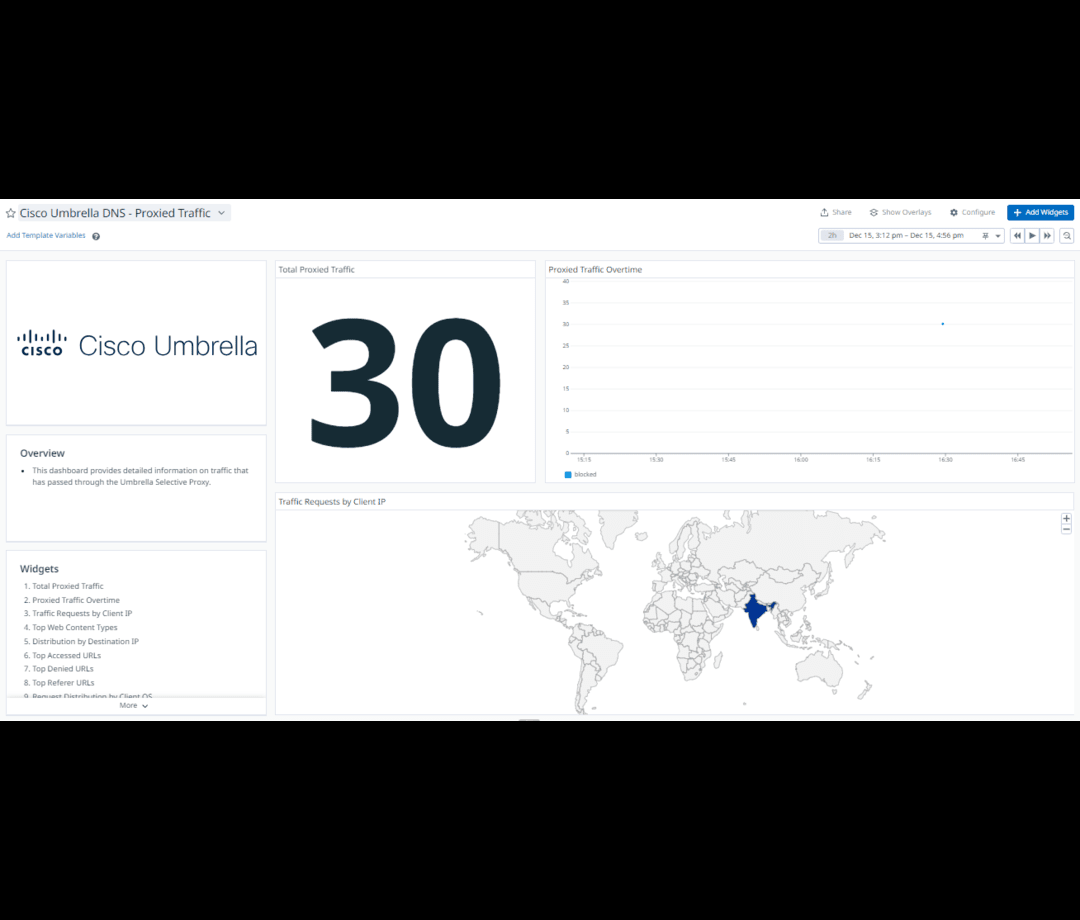 Cisco Umbrella DNS - Proxied Traffic
Share
Show Overlays
Configure
+ Add Widgets
Add Template Variables
2h Dec 15, 3:12 pm – Dec 15, 4:56 pm
CISCO Cisco Umbrella
Overview
• This dashboard provides detailed information on traffic that
has passed through the Umbrella Selective Proxy.
Widgets
1. Total Proxied Traffic
2. Proxied Traffic Overtime
3. Traffic Requests by Client IP
4. Top Web Content Types
5. Distribution by Destination IP
6. Top Accessed URLs
7. Top Denied URLs
8. Top Referer URLs
9. Request Distribution by Client OS
More
Total Proxied Traffic
30
Proxied Traffic Overtime
40
35
30
25
20
15
10
5
0
15:15 15:30 15:45 16:00 16:15 16:30 16:45
blocked
Traffic Requests by Client IP
+
−